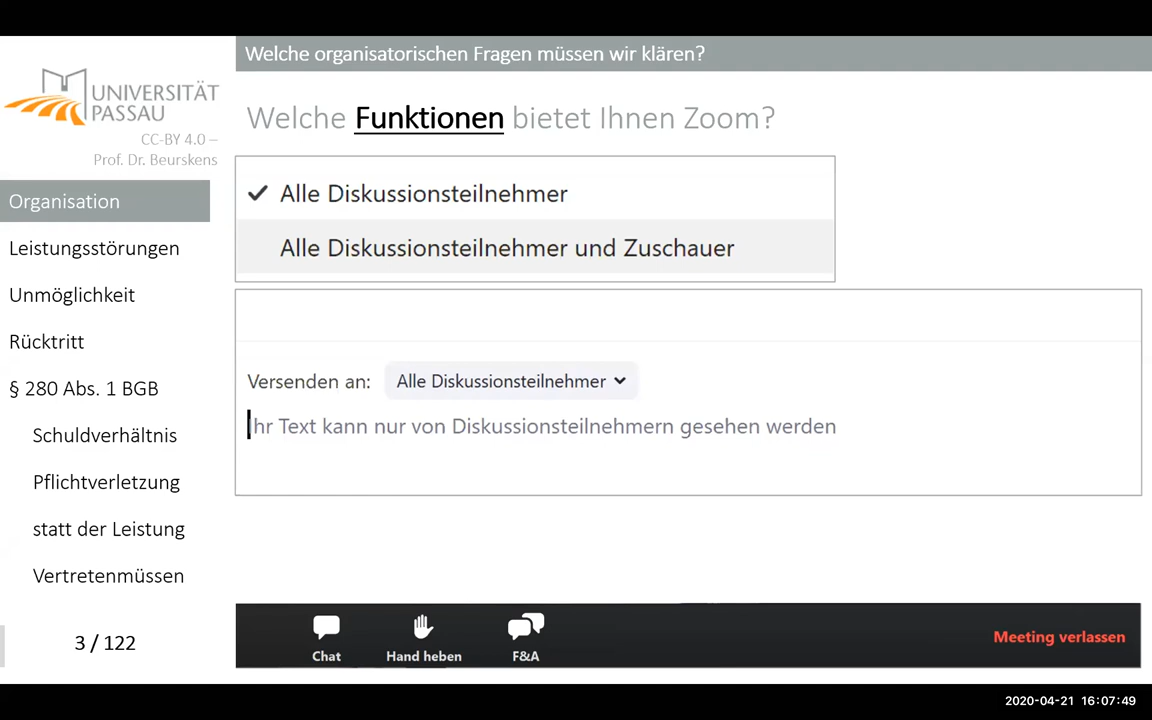 Welche organisatorischen Fragen müssen wir klären?
UNIVERSITÄT
PASSAU
CC-BY 4.0 –
Prof. Dr. Beurskens
Organisation
Leistungsstörungen
Unmöglichkeit
Rücktritt
§ 280 Abs. 1 BGB
Schuldverhältnis
Pflichtverletzung
statt der Leistung
Vertretenmüssen
3 / 122
Welche Funktionen bietet Ihnen Zoom?
Alle Diskussionsteilnehmer
Alle Diskussionsteilnehmer und Zuschauer
Versenden an: Alle Diskussionsteilnehmer
Ihr Text kann nur von Diskussionsteilnehmern gesehen werden
Chat Hand heben F&A Meeting verlassen
2020-04-21 16:07:49